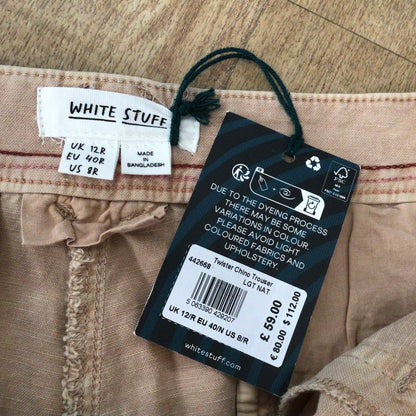 WHITE STUFF
UK 12R
EU 40R
US 8R
MADE IN
BANGLADESH
FSC
DUE TO THE DYEING PROCESS
THERE MAY BE SOME
VARIATIONS IN COLOUR
PLEASE AVOID LIGHT
COLOURED FABRICS AND
UPHOLSTERY.
442668
Twister Chino Trouser
LGT NAT
5 063390 429207
£ 59.00
€ 80.00 $ 112.00
UK 12/R EU 40/N US 8/R
whitestuff.com